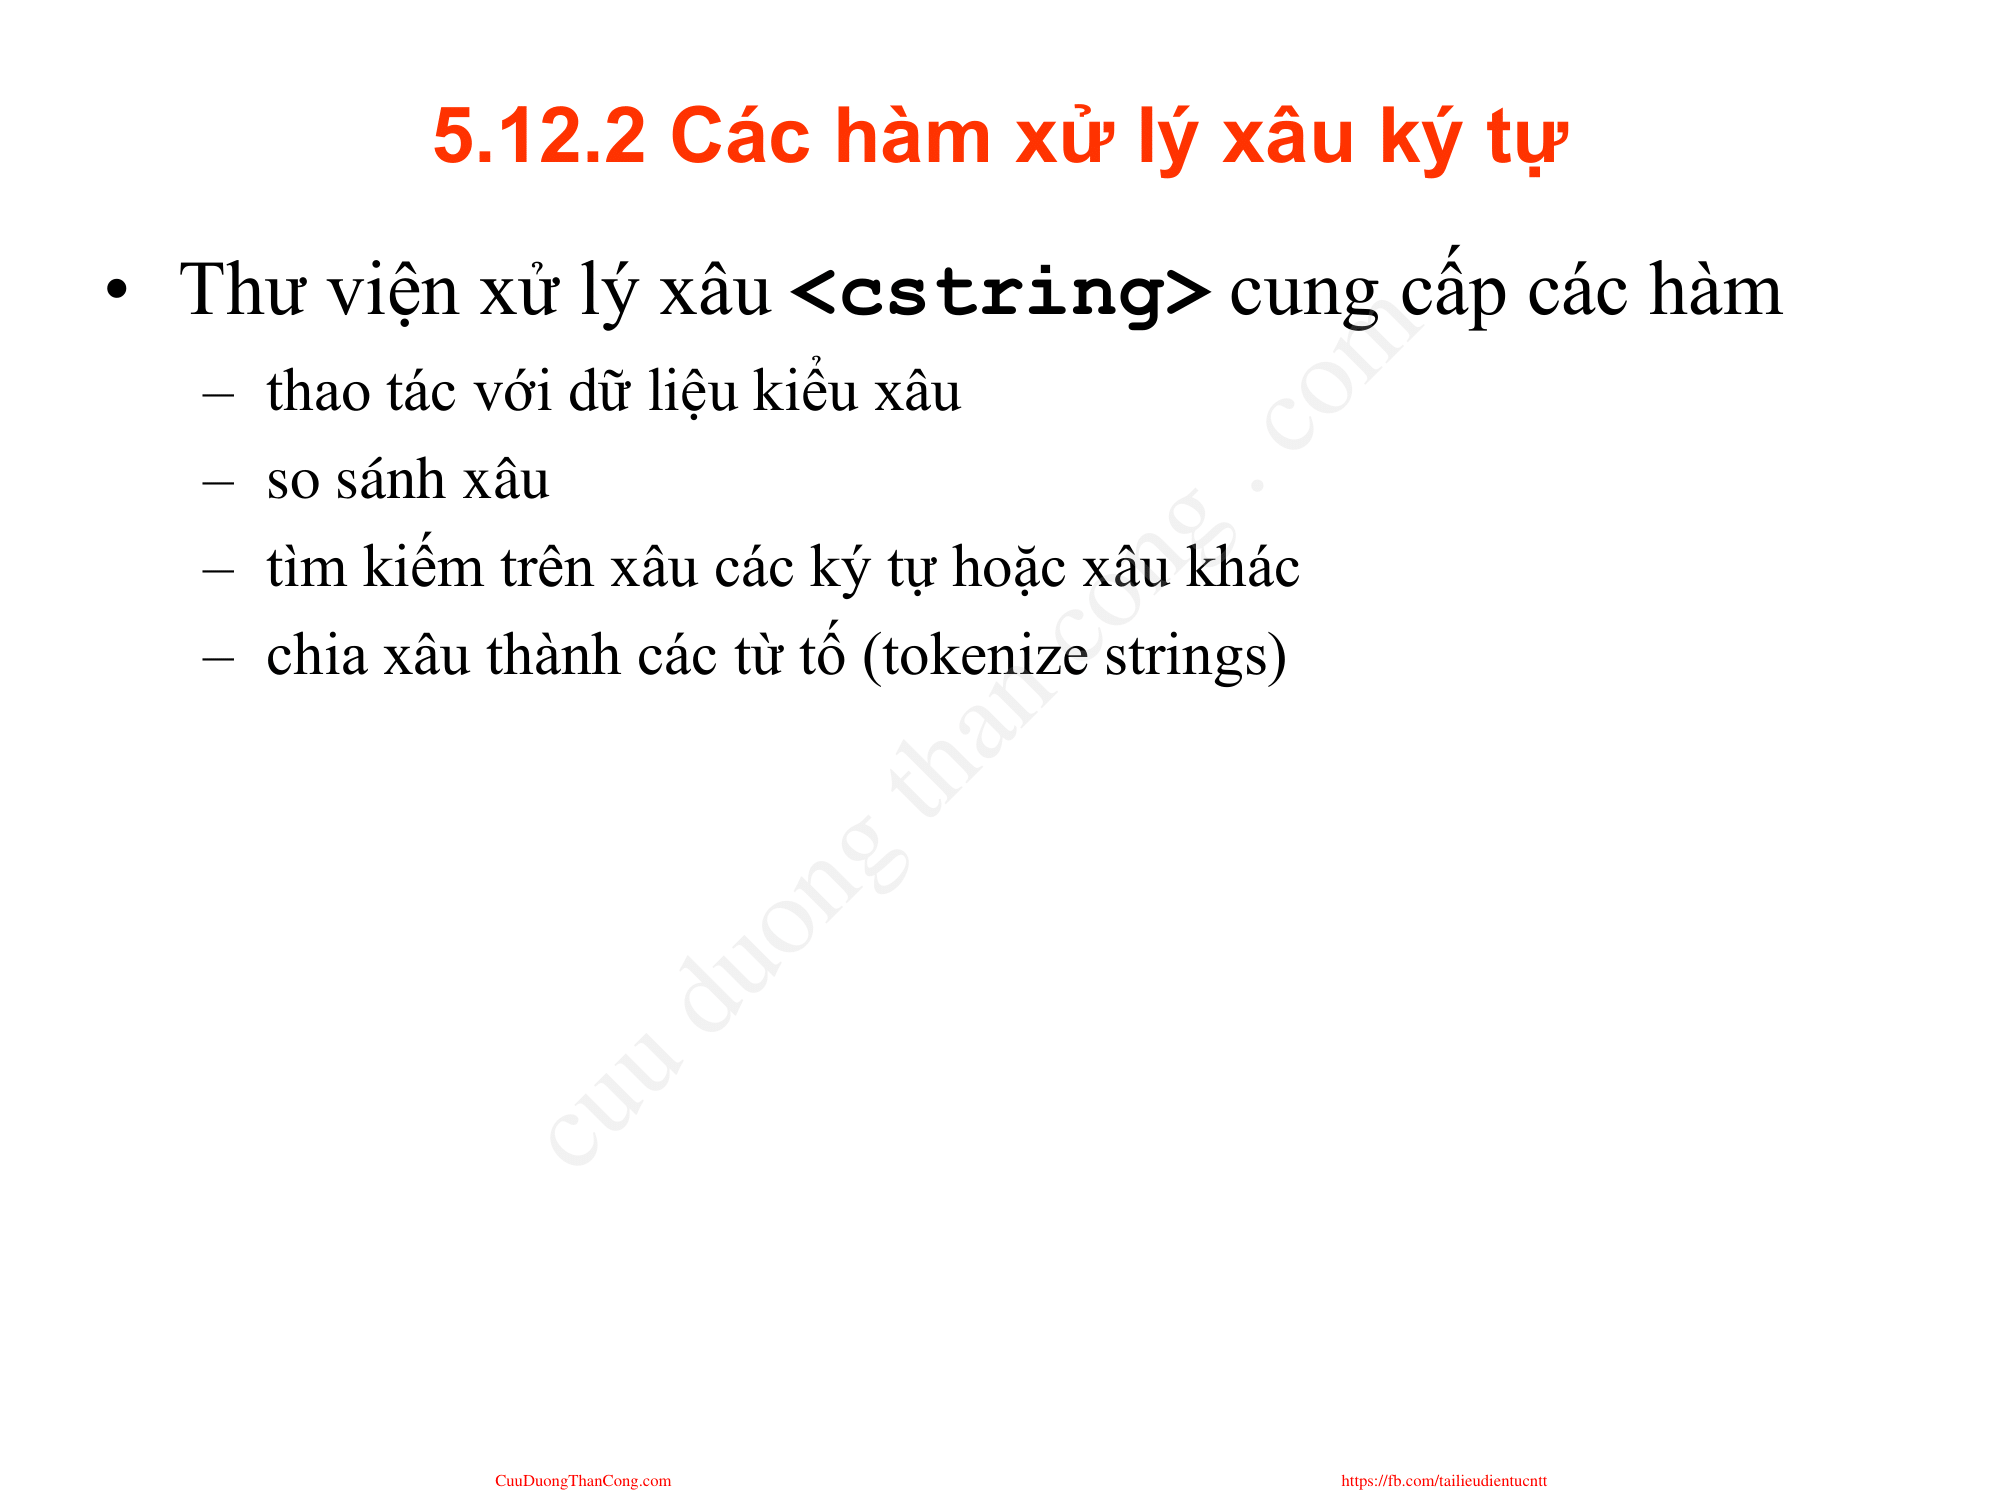 5.12.2 Các hàm xử lý xâu ký tự
• Thư viện xử lý xâu <cstring> cung cấp các hàm
– thao tác với dữ liệu kiểu xâu
– so sánh xâu
– tìm kiếm trên xâu các ký tự hoặc xâu khác
– chia xâu thành các từ tố (tokenize strings)
cuu duong than cong . com
CuuDuongThanCong.com
https://fb.com/tailieudientucntt